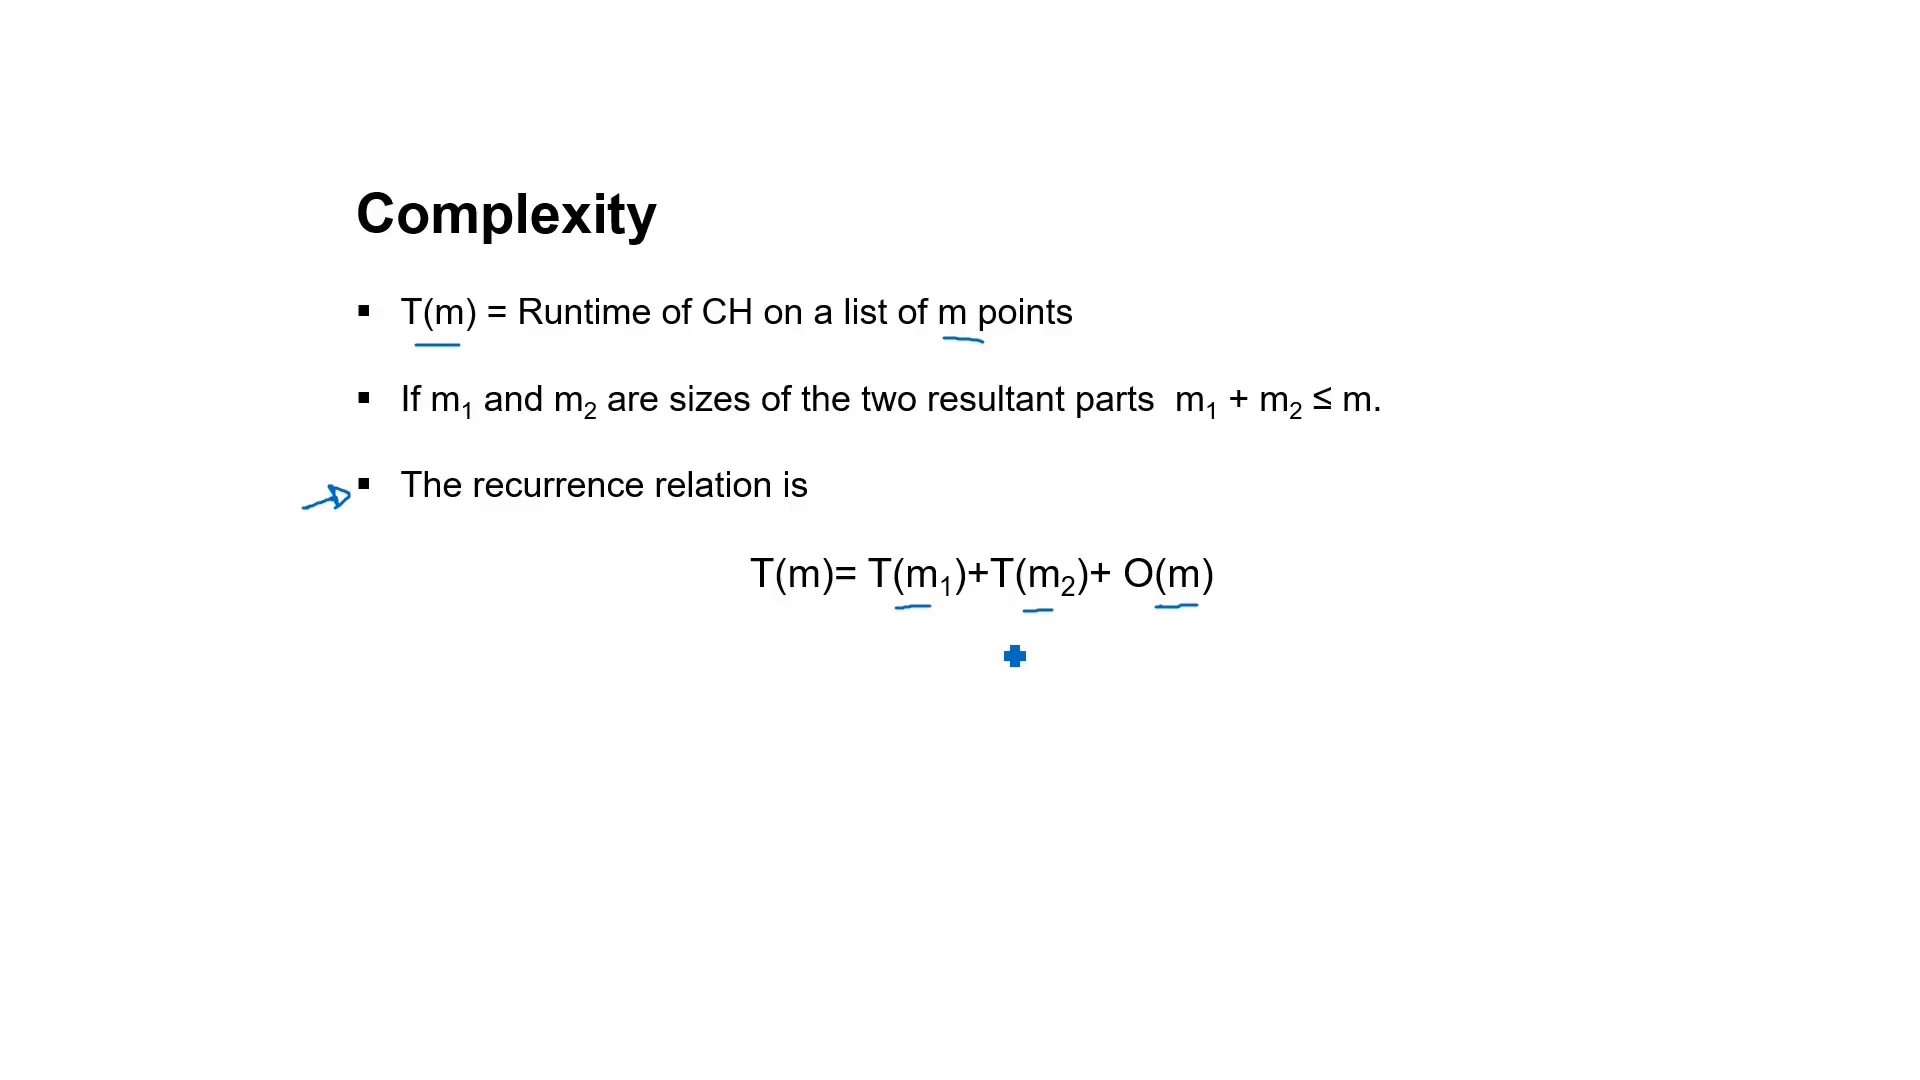 Complexity
▪ T(m) = Runtime of CH on a list of m points
▪ If m₁ and m₂ are sizes of the two resultant parts m₁ + m₂ ≤ m.
▪ The recurrence relation is
T(m)= T(m₁)+T(m₂)+ O(m)